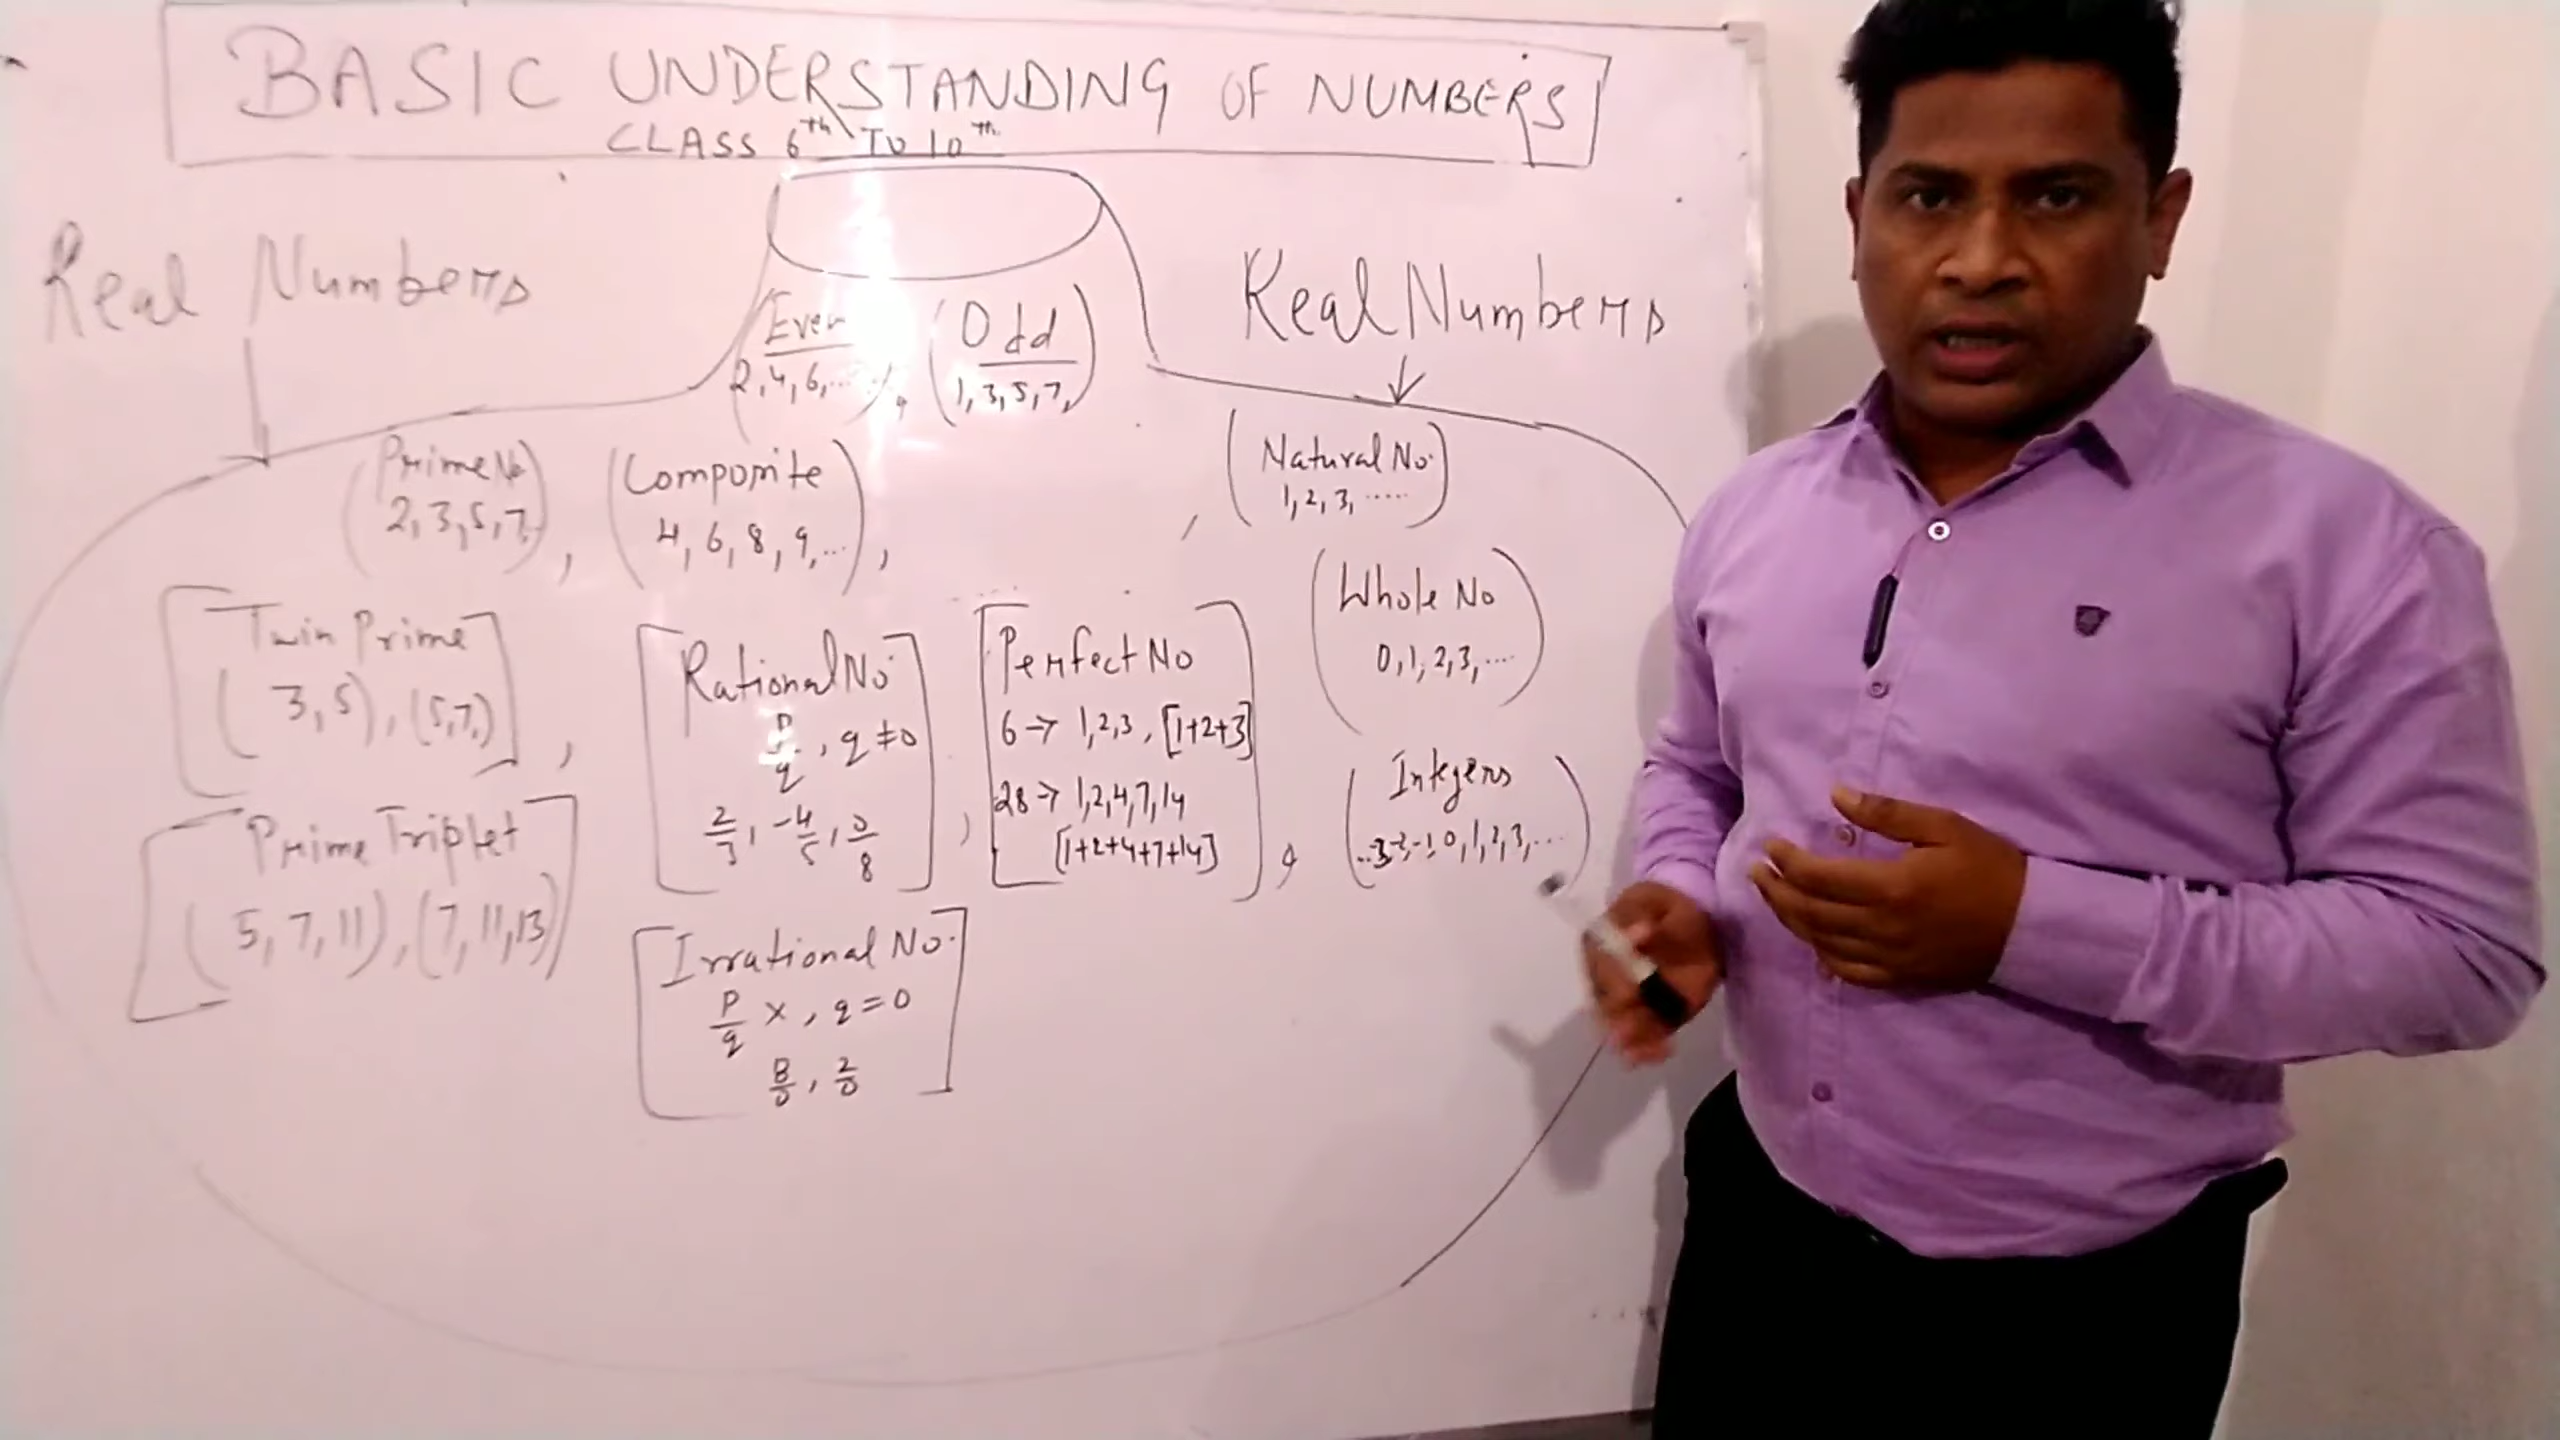 BASIC UNDERSTANDING OF NUMBERS
CLASS 6th TO 10th
Real Numbers
Real Numbers
Even
2,4,6,...
Odd
1,3,5,7,
Prime No
2,3,5,7,
Composite
4,6,8,9,...
Natural No.
1,2,3,.....
Whole No
0,1,2,3,....
Integers
...-3,-2,-1,0,1,2,3,...
Twin Prime
(3,5),(5,7,)
Prime Triplet
(5,7,11),(7,11,13)
Rational No.
p/q, q≠0
2/3, -4/5, 0/8
Perfect No
6→ 1,2,3, [1+2+3]
28→ 1,2,4,7,14
[1+2+4+7+14]
Irrational No.
p/q ×, q=0
8/0, 2/0